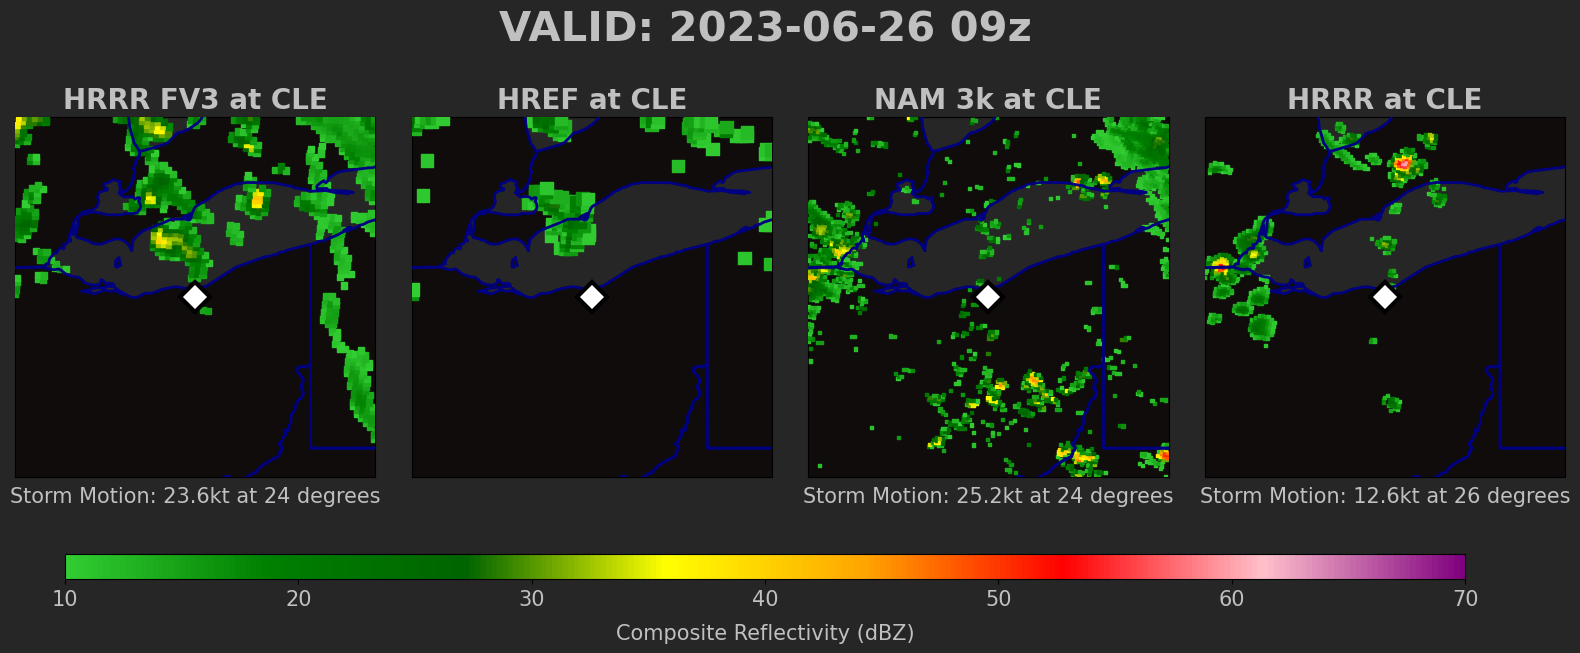 VALID: 2023-06-26 09z
HRRR FV3 at CLE
HREF at CLE
NAM 3k at CLE
HRRR at CLE
Storm Motion: 23.6kt at 24 degrees
Storm Motion: 25.2kt at 24 degrees
Storm Motion: 12.6kt at 26 degrees
10 20 30 40 50 60 70
Composite Reflectivity (dBZ)